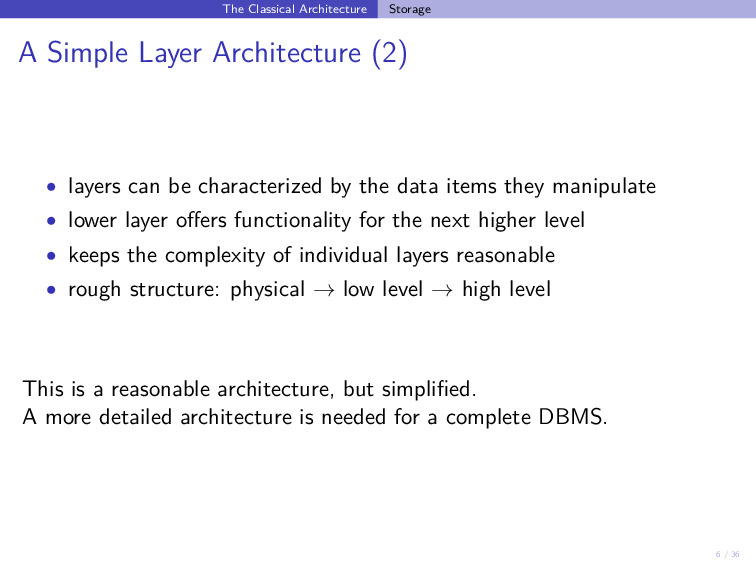 The Classical Architecture Storage
A Simple Layer Architecture (2)
• layers can be characterized by the data items they manipulate
• lower layer offers functionality for the next higher level
• keeps the complexity of individual layers reasonable
• rough structure: physical → low level → high level
This is a reasonable architecture, but simplified.
A more detailed architecture is needed for a complete DBMS.
6 / 36